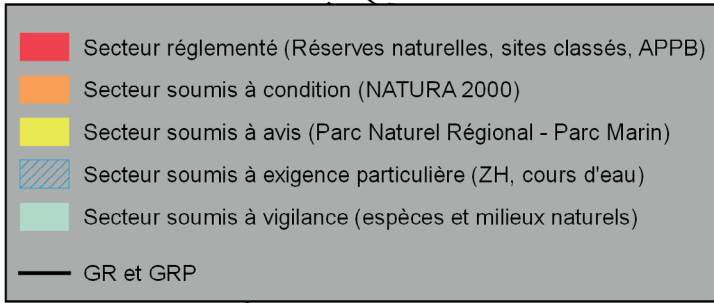 Secteur réglementé (Réserves naturelles, sites classés, APPB)
Secteur soumis à condition (NATURA 2000)
Secteur soumis à avis (Parc Naturel Régional - Parc Marin)
Secteur soumis à exigence particulière (ZH, cours d'eau)
Secteur soumis à vigilance (espèces et milieux naturels)
GR et GRP